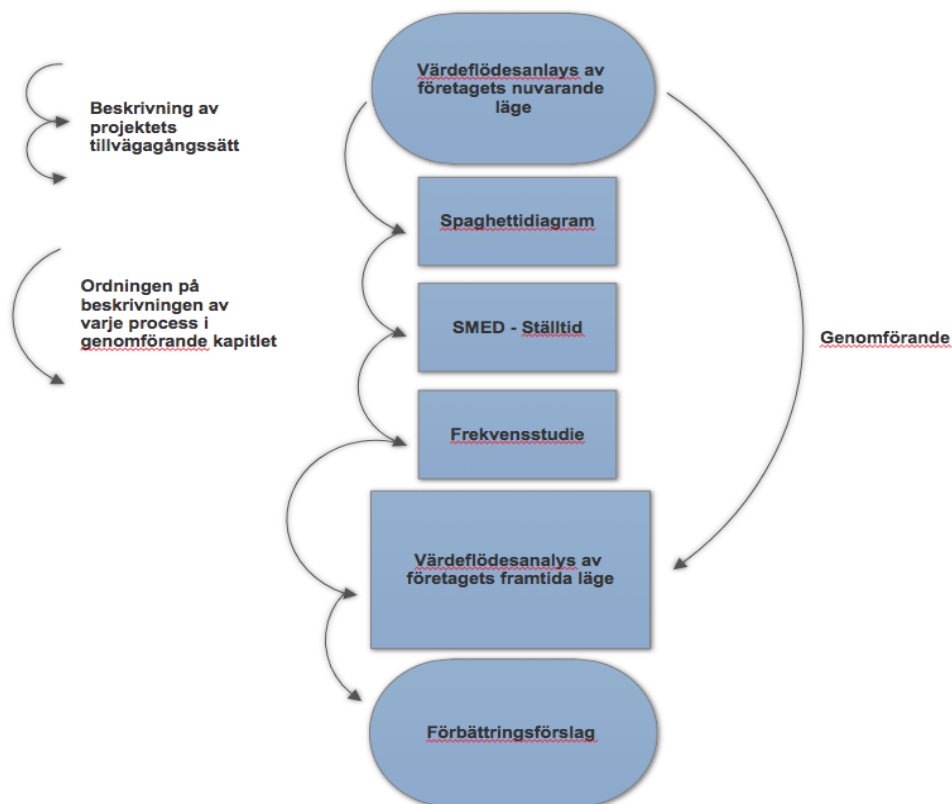 Beskrivning av
projektets
tillvägagångssätt
Ordningen på
beskrivningen av
varje process i
genomförande kapitlet
Värdeflödesanlays av
företagets nuvarande
läge
Spaghettidiagram
SMED - Ställtid
Frekvensstudie
Värdeflödesanalys av
företagets framtida läge
Förbättringsförslag
Genomförande